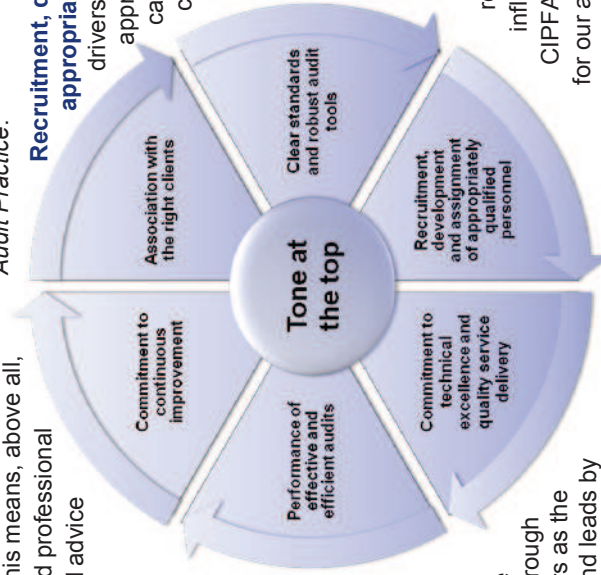 his means, above all,
d professional
l advice
Audit Practice.
Recruitment, d
appropria
drivers
appr
ca
c
Commitment to
continuous
improvement
Association with
the right clients
Performance of
effective and
efficient audits
Tone at
the top
Clear standards
and robust audit
tools
Commitment to
technical
excellence and
quality service
delivery
Recruitment,
development
and assignment
of appropriately
qualified
personnel
rough
s as the
nd leads by
infl
CIPFA
for our a